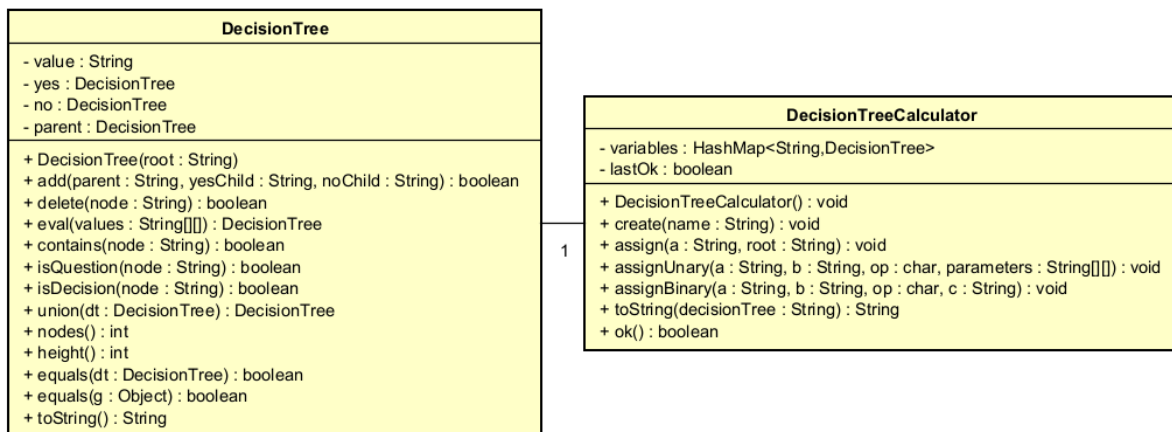 DecisionTree
- value : String
- yes : DecisionTree
- no : DecisionTree
- parent : DecisionTree
+ DecisionTree(root : String)
+ add(parent : String, yesChild : String, noChild : String) : boolean
+ delete(node : String) : boolean
+ eval(values : String[][]) : DecisionTree
+ contains(node : String) : boolean
+ isQuestion(node : String) : boolean
+ isDecision(node : String) : boolean
+ union(dt : DecisionTree) : DecisionTree
+ nodes() : int
+ height() : int
+ equals(dt : DecisionTree) : boolean
+ equals(g : Object) : boolean
+ toString() : String
1
DecisionTreeCalculator
- variables : HashMap<String,DecisionTree>
- lastOk : boolean
+ DecisionTreeCalculator() : void
+ create(name : String) : void
+ assign(a : String, root : String) : void
+ assignUnary(a : String, b : String, op : char, parameters : String[][]) : void
+ assignBinary(a : String, b : String, op : char, c : String) : void
+ toString(decisionTree : String) : String
+ ok() : boolean